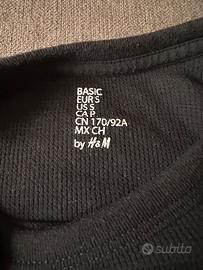 BASIC
EUR S
US S
CA P
CN 170/92A
MX CH
by H&M
subito